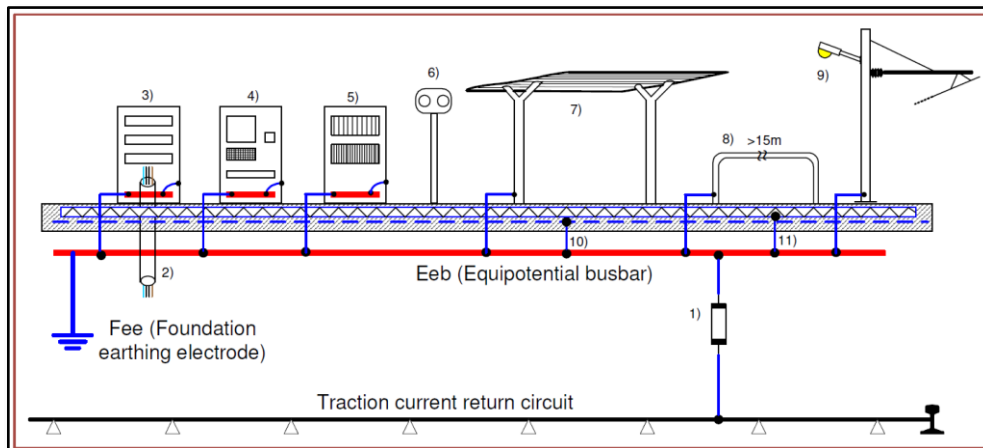 3)
4)
5)
6)
7)
8)
>15m
9)
10)
11)
2)
Eeb (Equipotential busbar)
1)
Fee (Foundation
earthing electrode)
Traction current return circuit